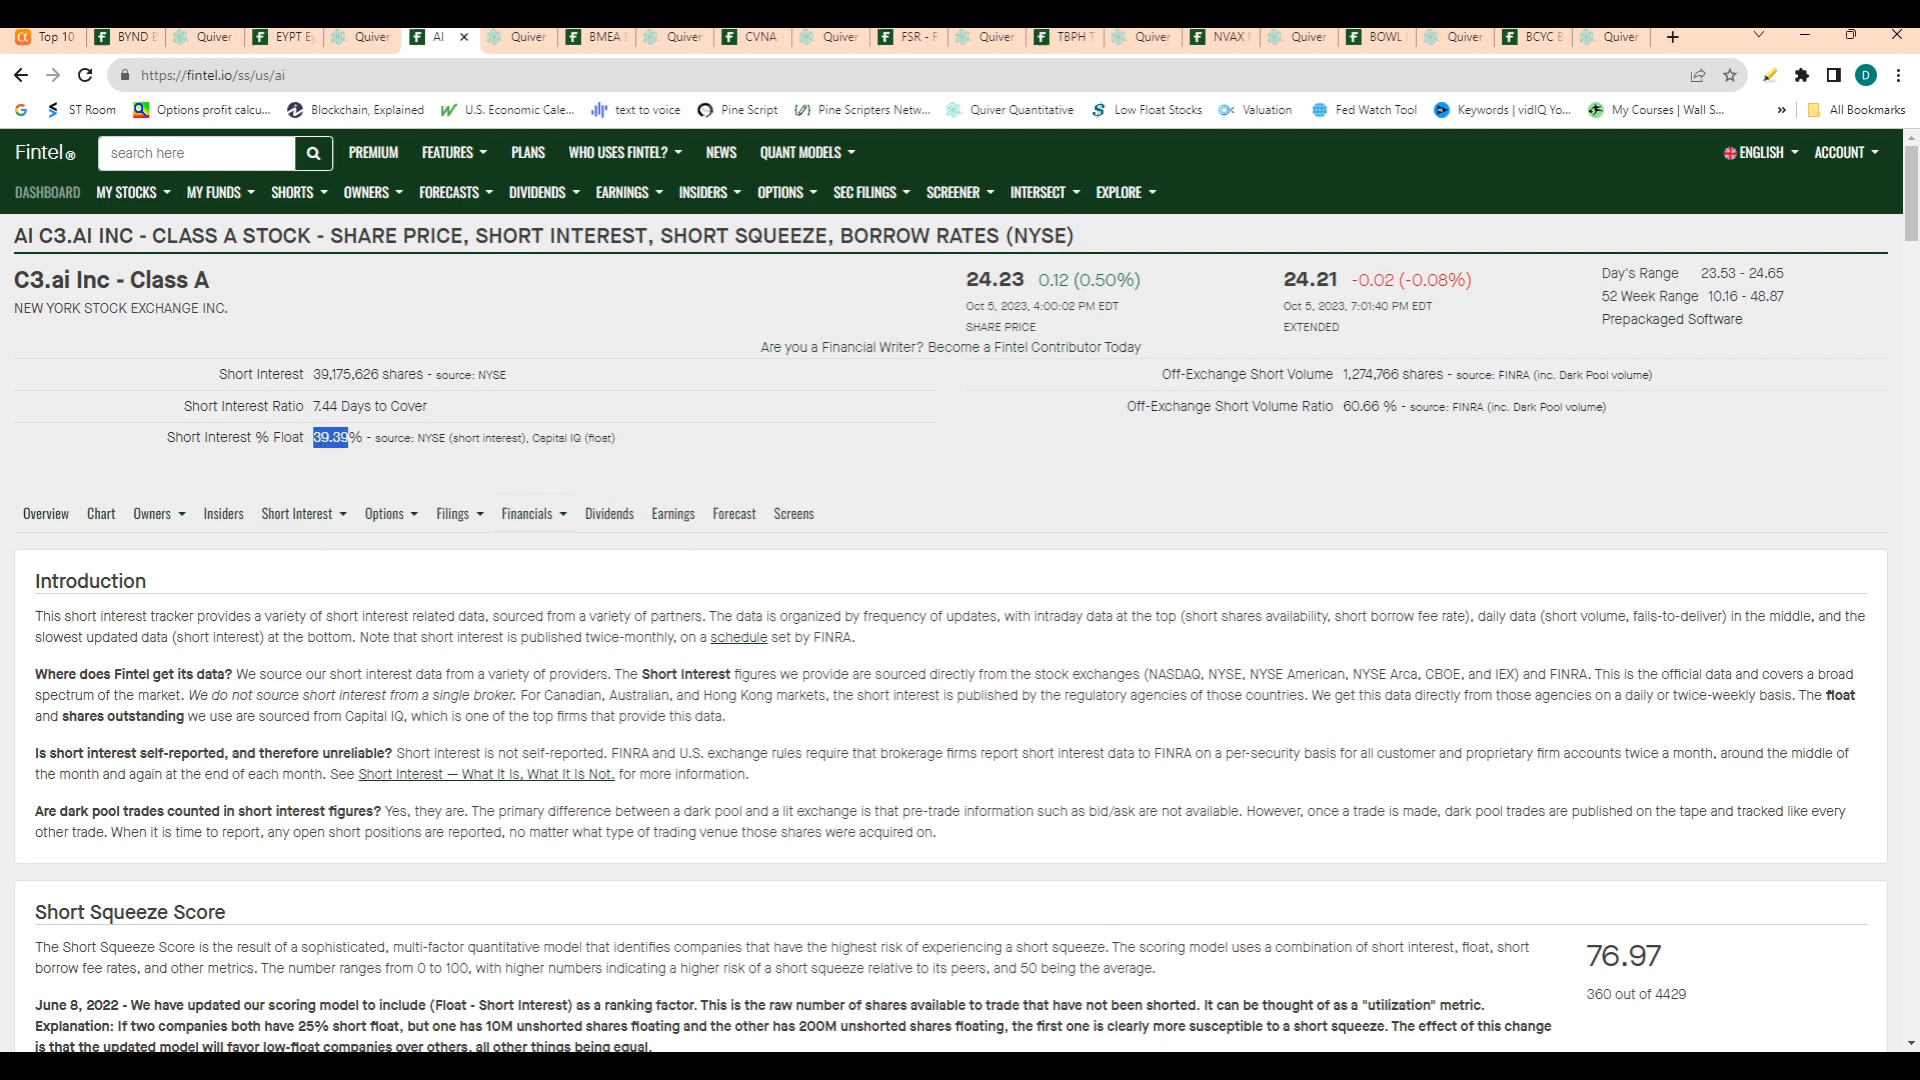 Top 10 BYND E Quiver EYPT Ey Quiver AI Quiver BMEA Quiver CVNA - Quiver FSR - F Quiver TBPH T Quiver NVAX Quiver BOWL Quiver BCYC B Quiver
https://fintel.io/ss/us/ai
D
ST Room Options profit calcu... Blockchain, Explained U.S. Economic Cale... text to voice Pine Script Pine Scripters Netw... Quiver Quantitative Low Float Stocks Valuation Fed Watch Tool Keywords | vidIQ Yo... My Courses | Wall S... » All Bookmarks
Fintel® search here PREMIUM FEATURES PLANS WHO USES FINTEL? NEWS QUANT MODELS ENGLISH ACCOUNT
DASHBOARD MY STOCKS MY FUNDS SHORTS OWNERS FORECASTS DIVIDENDS EARNINGS INSIDERS OPTIONS SEC FILINGS SCREENER INTERSECT EXPLORE
AI C3.AI INC - CLASS A STOCK - SHARE PRICE, SHORT INTEREST, SHORT SQUEEZE, BORROW RATES (NYSE)
C3.ai Inc - Class A
NEW YORK STOCK EXCHANGE INC.
24.23 0.12 (0.50%)
Oct 5, 2023, 4:00:02 PM EDT
SHARE PRICE
24.21 -0.02 (-0.08%)
Oct 5, 2023, 7:01:40 PM EDT
EXTENDED
Day's Range 23.53 - 24.65
52 Week Range 10.16 - 48.87
Prepackaged Software
Are you a Financial Writer? Become a Fintel Contributor Today
Short Interest 39,175,626 shares - source: NYSE
Short Interest Ratio 7.44 Days to Cover
Short Interest % Float 39.39% - source: NYSE (short interest), Capital IQ (float)
Off-Exchange Short Volume 1,274,766 shares - source: FINRA (inc. Dark Pool volume)
Off-Exchange Short Volume Ratio 60.66 % - source: FINRA (inc. Dark Pool volume)
Overview Chart Owners Insiders Short Interest Options Filings Financials Dividends Earnings Forecast Screens
Introduction
This short interest tracker provides a variety of short interest related data, sourced from a variety of partners. The data is organized by frequency of updates, with intraday data at the top (short shares availability, short borrow fee rate), daily data (short volume, fails-to-deliver) in the middle, and the
slowest updated data (short interest) at the bottom. Note that short interest is published twice-monthly, on a schedule set by FINRA.
Where does Fintel get its data? We source our short interest data from a variety of providers. The Short Interest figures we provide are sourced directly from the stock exchanges (NASDAQ, NYSE, NYSE American, NYSE Arca, CBOE, and IEX) and FINRA. This is the official data and covers a broad
spectrum of the market. We do not source short interest from a single broker. For Canadian, Australian, and Hong Kong markets, the short interest is published by the regulatory agencies of those countries. We get this data directly from those agencies on a daily or twice-weekly basis. The float
and shares outstanding we use are sourced from Capital IQ, which is one of the top firms that provide this data.
Is short interest self-reported, and therefore unreliable? Short interest is not self-reported. FINRA and U.S. exchange rules require that brokerage firms report short interest data to FINRA on a per-security basis for all customer and proprietary firm accounts twice a month, around the middle of
the month and again at the end of each month. See Short Interest — What It Is, What It Is Not. for more information.
Are dark pool trades counted in short interest figures? Yes, they are. The primary difference between a dark pool and a lit exchange is that pre-trade information such as bid/ask are not available. However, once a trade is made, dark pool trades are published on the tape and tracked like every
other trade. When it is time to report, any open short positions are reported, no matter what type of trading venue those shares were acquired on.
Short Squeeze Score
The Short Squeeze Score is the result of a sophisticated, multi-factor quantitative model that identifies companies that have the highest risk of experiencing a short squeeze. The scoring model uses a combination of short interest, float, short
borrow fee rates, and other metrics. The number ranges from 0 to 100, with higher numbers indicating a higher risk of a short squeeze relative to its peers, and 50 being the average.
76.97
360 out of 4429
June 8, 2022 - We have updated our scoring model to include (Float - Short Interest) as a ranking factor. This is the raw number of shares available to trade that have not been shorted. It can be thought of as a "utilization" metric.
Explanation: If two companies both have 25% short float, but one has 10M unshorted shares floating and the other has 200M unshorted shares floating, the first one is clearly more susceptible to a short squeeze. The effect of this change
is that the updated model will favor low-float companies over others, all other things being equal.